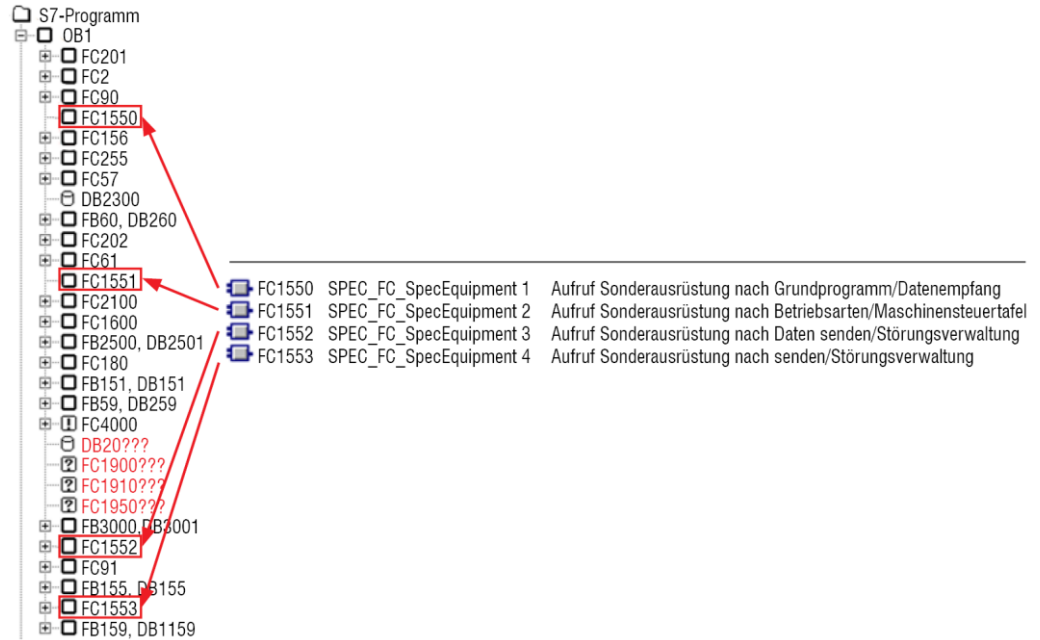 S7-Programm
OB1
FC201
FC2
FC90
FC1550
FC156
FC255
FC57
DB2300
FB60, DB260
FC202
FC61
FC1551
FC2100
FC1600
FB2500, DB2501
FC180
FB151, DB151
FB59, DB259
FC4000
DB20???
FC1900???
FC1910???
FC1950???
FB3000, DB3001
FC1552
FC91
FB155, DB155
FC1553
FB159, DB1159
FC1550 SPEC_FC_SpecEquipment 1 Aufruf Sonderausrüstung nach Grundprogramm/Datenempfang
FC1551 SPEC_FC_SpecEquipment 2 Aufruf Sonderausrüstung nach Betriebsarten/Maschinensteuertafel
FC1552 SPEC_FC_SpecEquipment 3 Aufruf Sonderausrüstung nach Daten senden/Störungsverwaltung
FC1553 SPEC_FC_SpecEquipment 4 Aufruf Sonderausrüstung nach senden/Störungsverwaltung